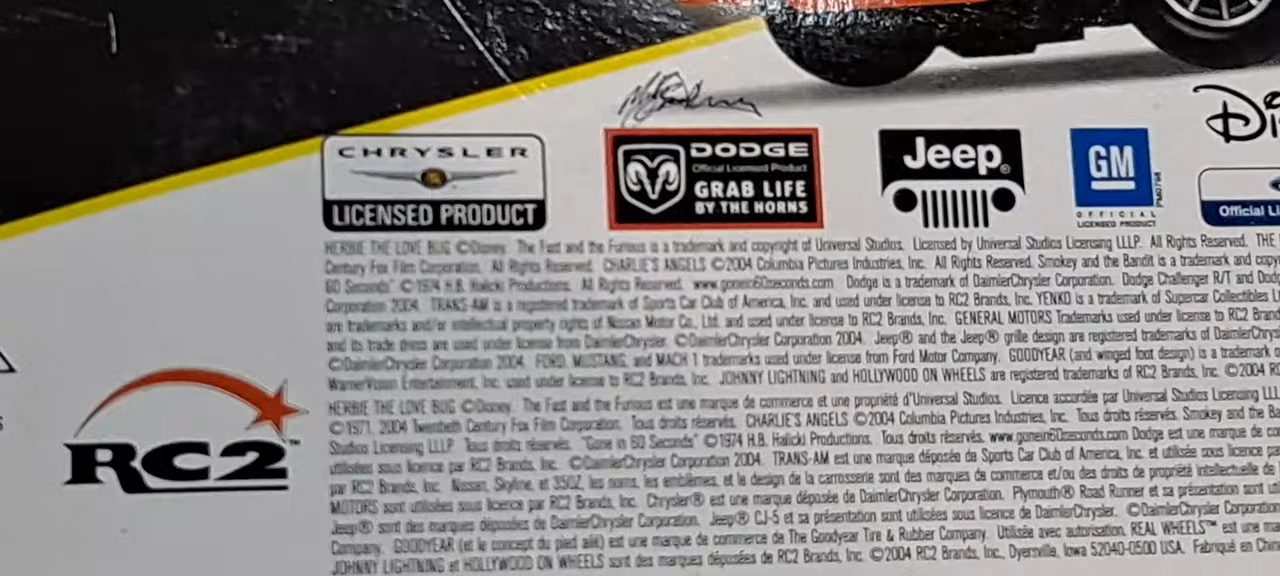 CHRYSLER
LICENSED PRODUCT
DODGE
Official Licensed Product
GRAB LIFE
BY THE HORNS
Jeep®
GM
OFFICIAL
LICENSED PRODUCT
Official Li
HERBIE THE LOVE BUG ©Disney. The Fast and the Furious is a trademark and copyright of Universal Studios. Licensed by Universal Studios Licensing LLLP. All Rights Reserved. THE
Century Fox Film Corporation. All Rights Reserved. CHARLIE'S ANGELS ©2004 Columbia Pictures Industries, Inc. All Rights Reserved. Smokey and the Bandit is a trademark and copy
60 Seconds" ©1974 H.B. Halicki Productions. All Rights Reserved. www.gonein60seconds.com Dodge is a trademark of DaimlerChrysler Corporation. Dodge Challenger R/T and Dod
Corporation 2004. TRANS-AM is a registered trademark of Sports Car Club of America, Inc. and used under license to RC2 Brands, Inc. YENKO is a trademark of Supercar Collectibles L
are trademarks and/or intellectual property rights of Nissan Motor Co., Ltd. and used under license to RC2 Brands, Inc. GENERAL MOTORS Trademarks used under license to RC2 Brand
and its trade dress are used under license from DaimlerChrysler. ©DaimlerChrysler Corporation 2004. Jeep® and the Jeep® grille design are registered trademarks of DaimlerChrys
©DaimlerChrysler Corporation 2004. FORD, MUSTANG, and MACH 1 trademarks used under license from Ford Motor Company. GOODYEAR (and winged foot design) is a trademark
WarnerVision Entertainment, Inc. used under license to RC2 Brands, Inc. JOHNNY LIGHTNING and HOLLYWOOD ON WHEELS are registered trademarks of RC2 Brands, Inc. ©2004 RC
HERBIE THE LOVE BUG ©Disney. The Fast and the Furious est une marque de commerce et une propriété d'Universal Studios. Licence accordée par Universal Studios Licensing LLL
©1971, 2004 Twentieth Century Fox Film Corporation. Tous droits réservés. CHARLIE'S ANGELS ©2004 Columbia Pictures Industries, Inc. Tous droits réservés. Smokey and the Ba
Studios Licensing LLLP. Tous droits réservés. "Gone in 60 Seconds" ©1974 H.B. Halicki Productions. Tous droits réservés. www.gonein60seconds.com Dodge est une marque de co
utilisées sous licence par RC2 Brands, Inc. ©DaimlerChrysler Corporation 2004. TRANS-AM est une marque déposée de Sports Car Club of America, Inc. et utilisée sous licence pa
par RC2 Brands, Inc. Nissan, Skyline, et 350Z, les noms, les emblèmes, et le design de la carrosserie sont des marques de commerce et/ou des droits de propriété intellectuelle de
MOTORS sont utilisées sous licence par RC2 Brands, Inc. Chrysler® est une marque déposée de DaimlerChrysler Corporation. Plymouth® Road Runner et sa présentation sont ut
Jeep® sont des marques déposées de DaimlerChrysler Corporation. Jeep® CJ-5 et sa présentation sont utilisées sous licence de DaimlerChrysler. ©DaimlerChrysler Corporation
Company. GOODYEAR (et le concept du pied ailé) est une marque de commerce de The Goodyear Tire & Rubber Company. Utilisée avec autorisation. REAL WHEELS™ est une ma
JOHNNY LIGHTNING et HOLLYWOOD ON WHEELS sont des marques déposées de RC2 Brands, Inc. ©2004 RC2 Brands, Inc., Dyersville, Iowa 52040-0500 USA. Fabriqué en Chin
RC2™